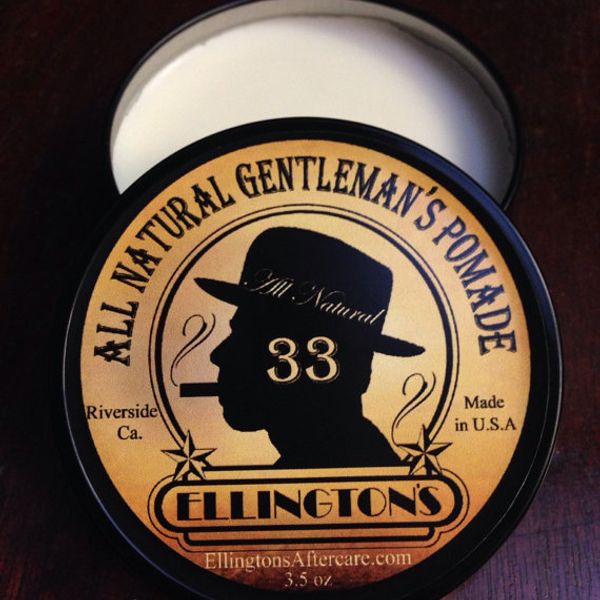 ALL NATURAL GENTLEMAN'S POMADE
All Natural
33
Riverside
Ca.
Made
in U.S.A
ELLINGTON'S
EllingtonsAftercare.com
3.5 oz